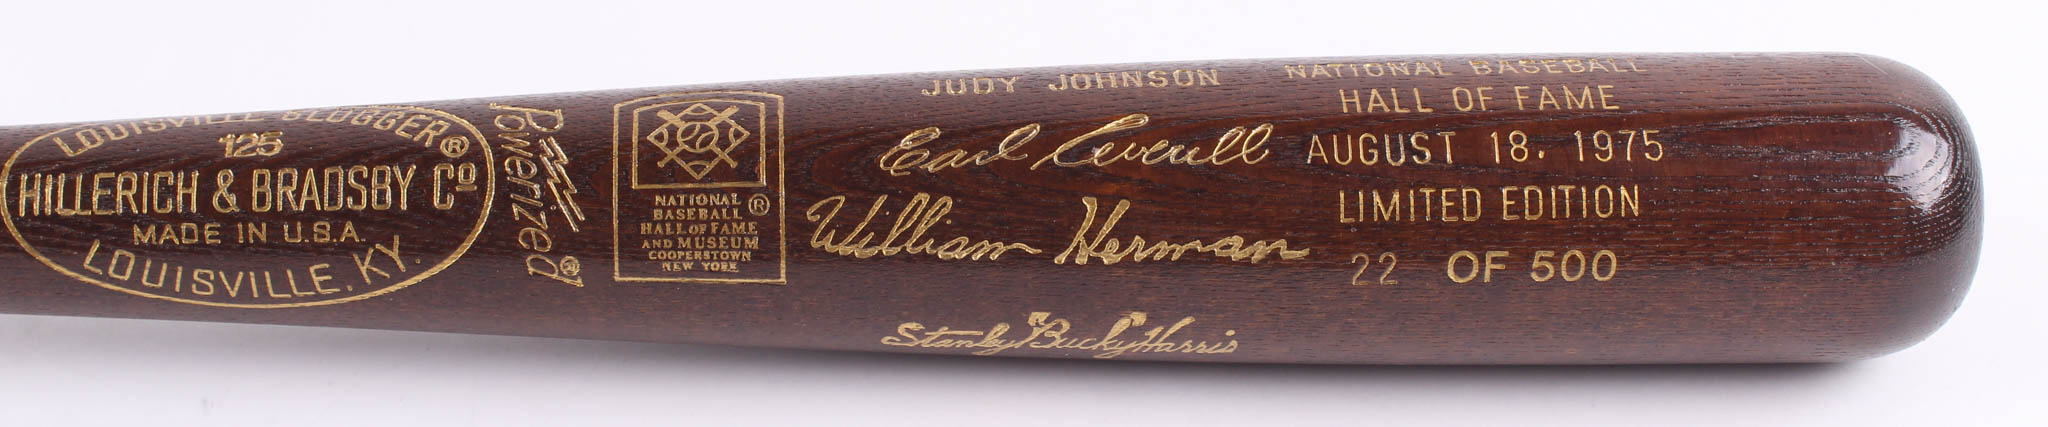 LOUISVILLE SLUGGER®
125
HILLERICH & BRADSBY Cº
MADE IN U.S.A.
LOUISVILLE, KY.
Powerized®
NATIONAL
BASEBALL ®
HALL OF FAME
AND MUSEUM
COOPERSTOWN
NEW YORK
JUDY JOHNSON
Earl Averill
William Herman
Stanley "Bucky" Harris
NATIONAL BASEBALL
HALL OF FAME
AUGUST 18, 1975
LIMITED EDITION
22 OF 500